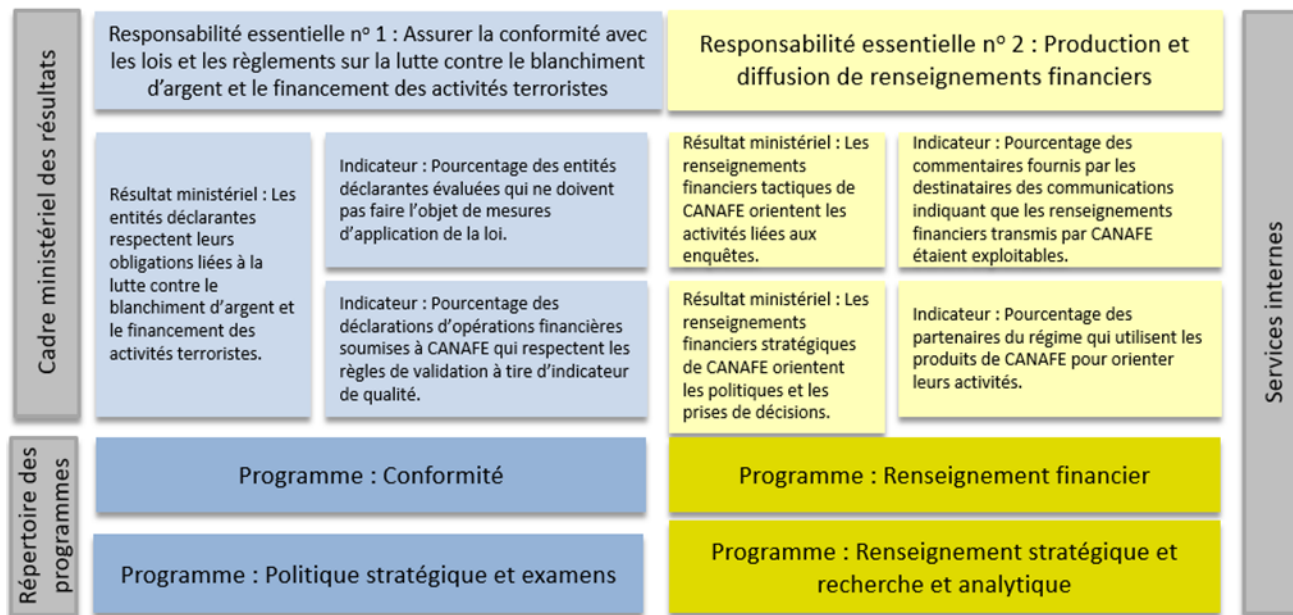 Cadre ministériel des résultats
Responsabilité essentielle nº 1 : Assurer la conformité avec
les lois et les règlements sur la lutte contre le blanchiment
d’argent et le financement des activités terroristes
Résultat ministériel : Les
entités déclarantes
respectent leurs
obligations liées à la
lutte contre le
blanchiment d’argent et
le financement des
activités terroristes.
Indicateur : Pourcentage des entités
déclarantes évaluées qui ne doivent
pas faire l’objet de mesures
d’application de la loi.
Indicateur : Pourcentage des
déclarations d’opérations financières
soumises à CANAFE qui respectent les
règles de validation à tire d’indicateur
de qualité.
Responsabilité essentielle nº 2 : Production et
diffusion de renseignements financiers
Résultat ministériel : Les
renseignements
financiers tactiques de
CANAFE orientent les
activités liées aux
enquêtes.
Indicateur : Pourcentage des
commentaires fournis par les
destinataires des communications
indiquant que les renseignements
financiers transmis par CANAFE
étaient exploitables.
Résultat ministériel : Les
renseignements
financiers stratégiques
de CANAFE orientent
les politiques et les
prises de décisions.
Indicateur : Pourcentage des
partenaires du régime qui utilisent les
produits de CANAFE pour orienter
leurs activités.
Répertoire des
programmes
Programme : Conformité
Programme : Renseignement financier
Programme : Politique stratégique et examens
Programme : Renseignement stratégique et
recherche et analytique
Services internes